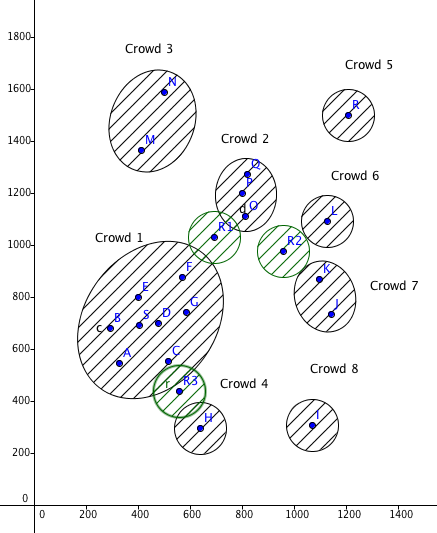 1800
Crowd 3
Crowd 5
N
1600
R
M
1400
Crowd 2
Q
Crowd 6
P
1200
d O
L
R1
R2
1000
Crowd 1
F
K
Crowd 7
E
800
G
J
c B S D
600
A
C
Crowd 8
r R3
Crowd 4
400
H
I
200
0
0 200 400 600 800 1000 1200 1400